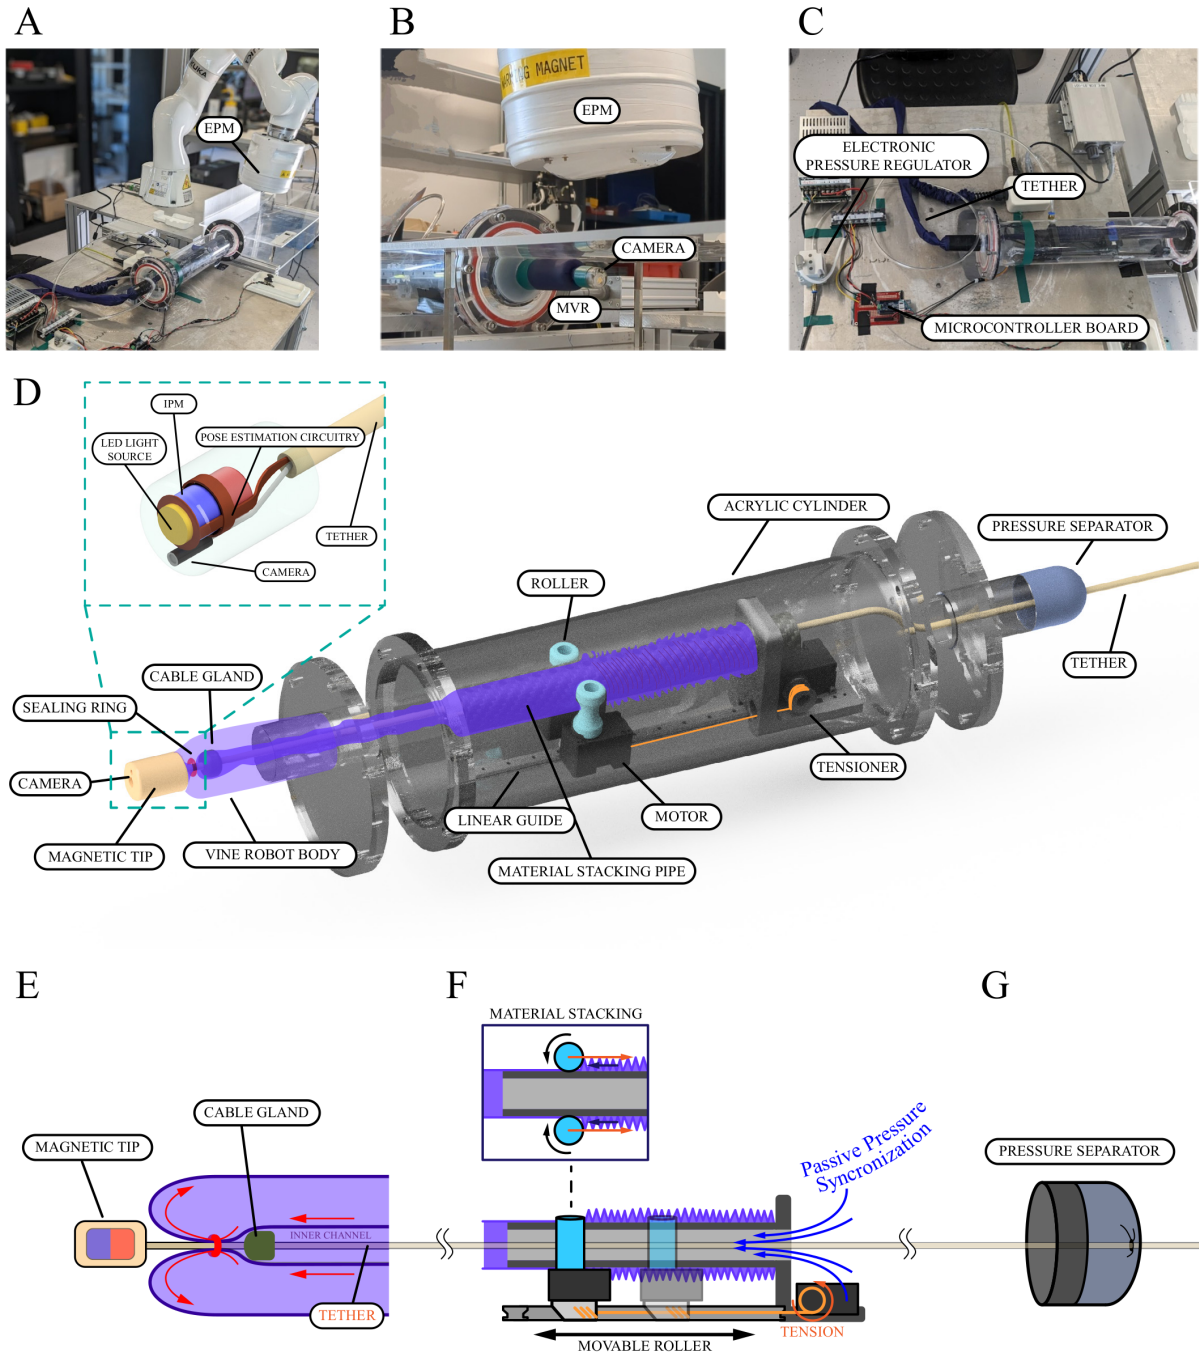 A
B
C
KUKA
EPM
WARNING MAGNET
EPM
CAMERA
MVR
ELECTRONIC
PRESSURE REGULATOR
TETHER
MICROCONTROLLER BOARD
D
IPM
LED LIGHT
SOURCE
POSE ESTIMATION CIRCUITRY
TETHER
CAMERA
ACRYLIC CYLINDER
PRESSURE SEPARATOR
ROLLER
TETHER
CABLE GLAND
SEALING RING
CAMERA
TENSIONER
LINEAR GUIDE
MOTOR
MAGNETIC TIP
VINE ROBOT BODY
MATERIAL STACKING PIPE
E
F
G
MATERIAL STACKING
CABLE GLAND
MAGNETIC TIP
Passive Pressure
Syncronization
PRESSURE SEPARATOR
INNER CHANNEL
TETHER
TENSION
MOVABLE ROLLER